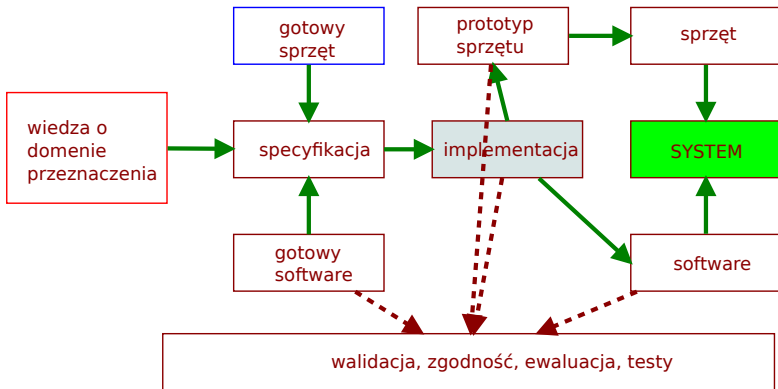 gotowy
sprzęt
prototyp
sprzętu
sprzęt
wiedza o
domenie
przeznaczenia
specyfikacja
implementacja
SYSTEM
gotowy
software
software
walidacja, zgodność, ewaluacja, testy